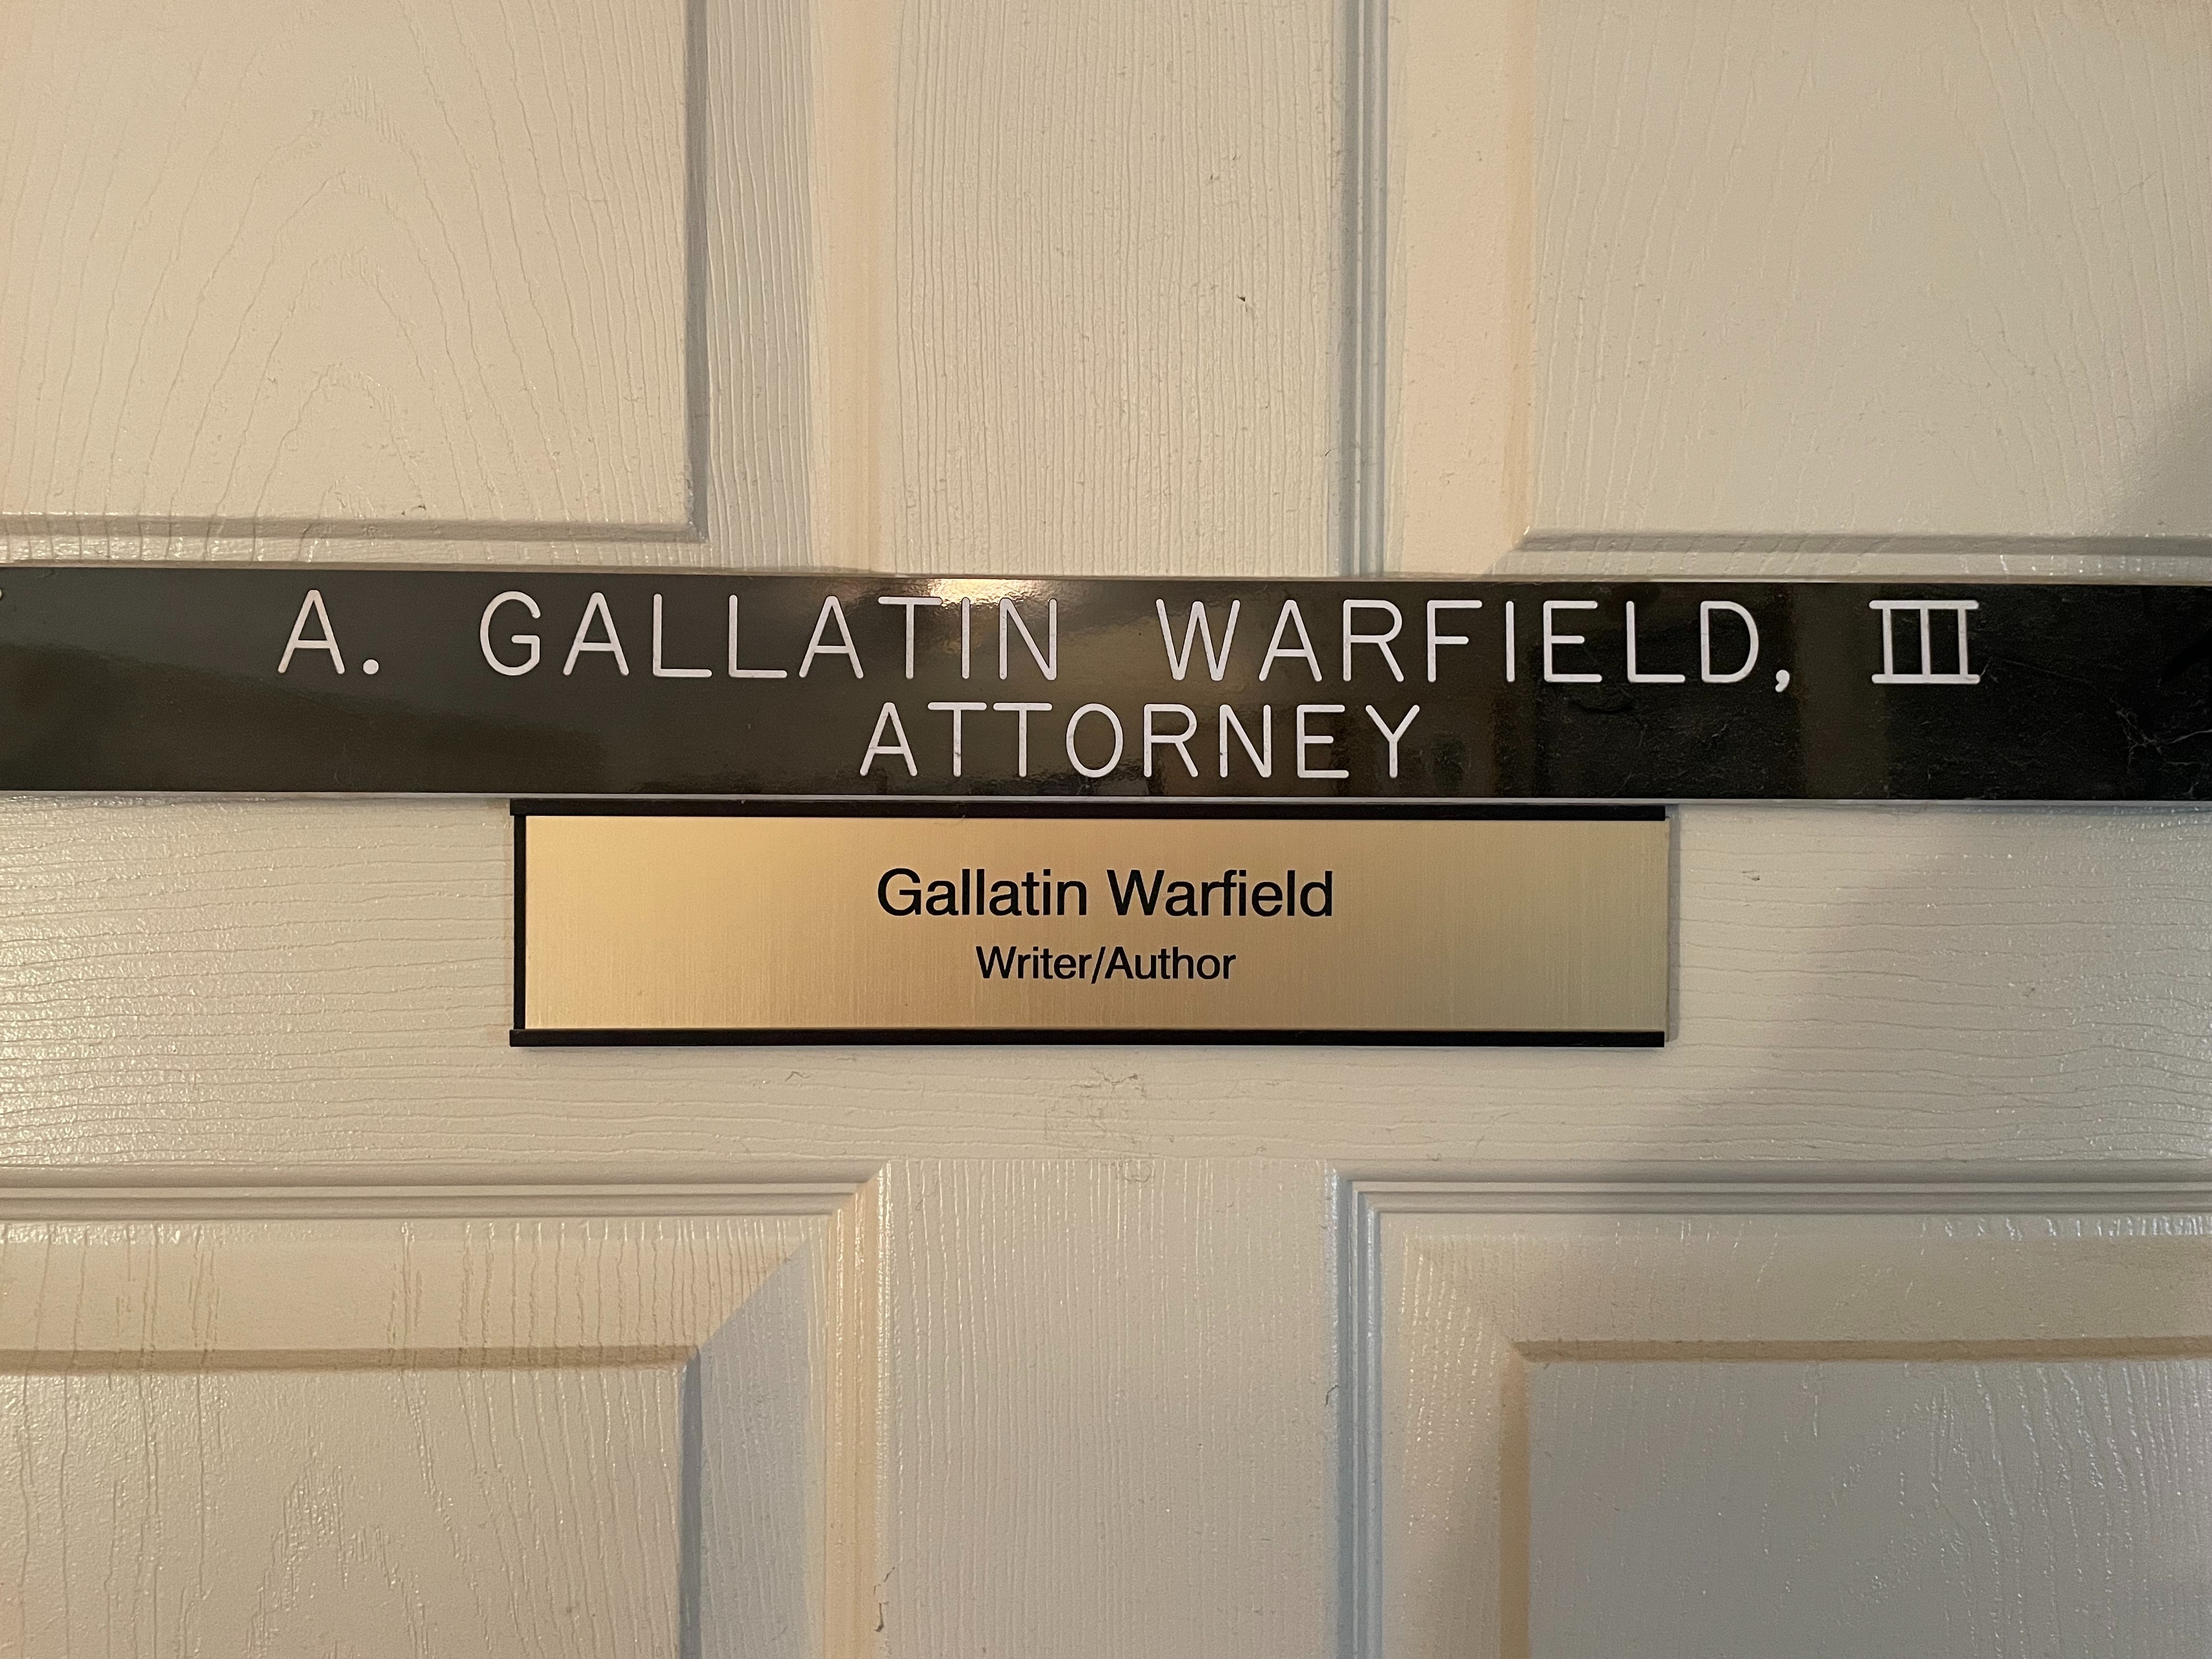 A. GALLATIN WARFIELD, III
ATTORNEY
Gallatin Warfield
Writer/Author